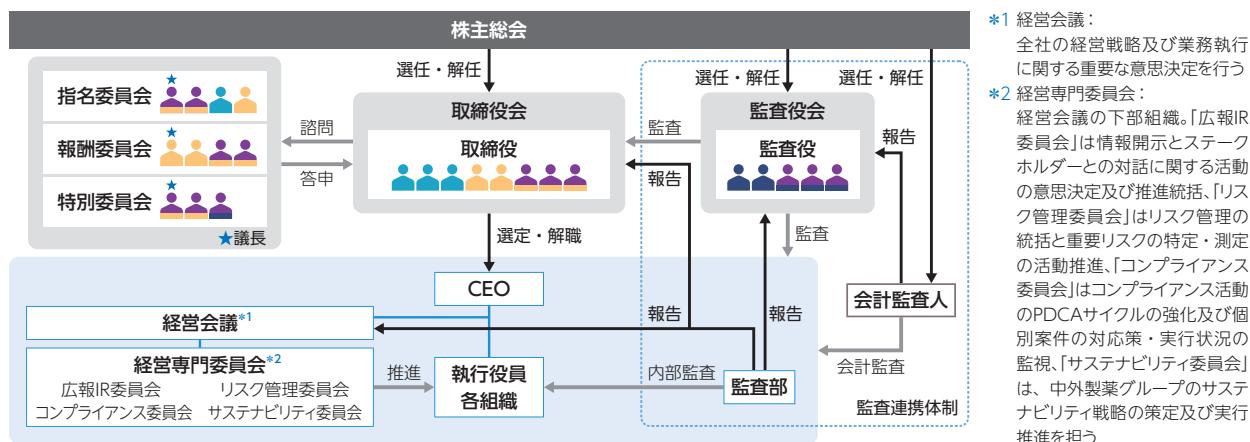 株主総会
選任・解任
選任・解任
選任・解任
指名委員会
報酬委員会
特別委員会
★議長
諮問
答申
取締役会
取締役
監査
報告
監査役会
監査役
報告
監査
選定・解職
CEO
経営会議*1
経営専門委員会*2
広報IR委員会
リスク管理委員会
コンプライアンス委員会
サステナビリティ委員会
推進
執行役員
各組織
報告
内部監査
監査部
報告
会計監査人
会計監査
監査連携体制
*1 経営会議:
全社の経営戦略及び業務執行
に関する重要な意思決定を行う
*2 経営専門委員会:
経営会議の下部組織。「広報IR
委員会」は情報開示とステーク
ホルダーとの対話に関する活動
の意思決定及び推進統括、「リス
ク管理委員会」はリスク管理の
統括と重要リスクの特定・測定
の活動推進、「コンプライアンス
委員会」はコンプライアンス活動
のPDCAサイクルの強化及び個
別案件の対応策・実行状況の
監視、「サステナビリティ委員会」
は、中外製薬グループのサステ
ナビリティ戦略の策定及び実行
推進を担う